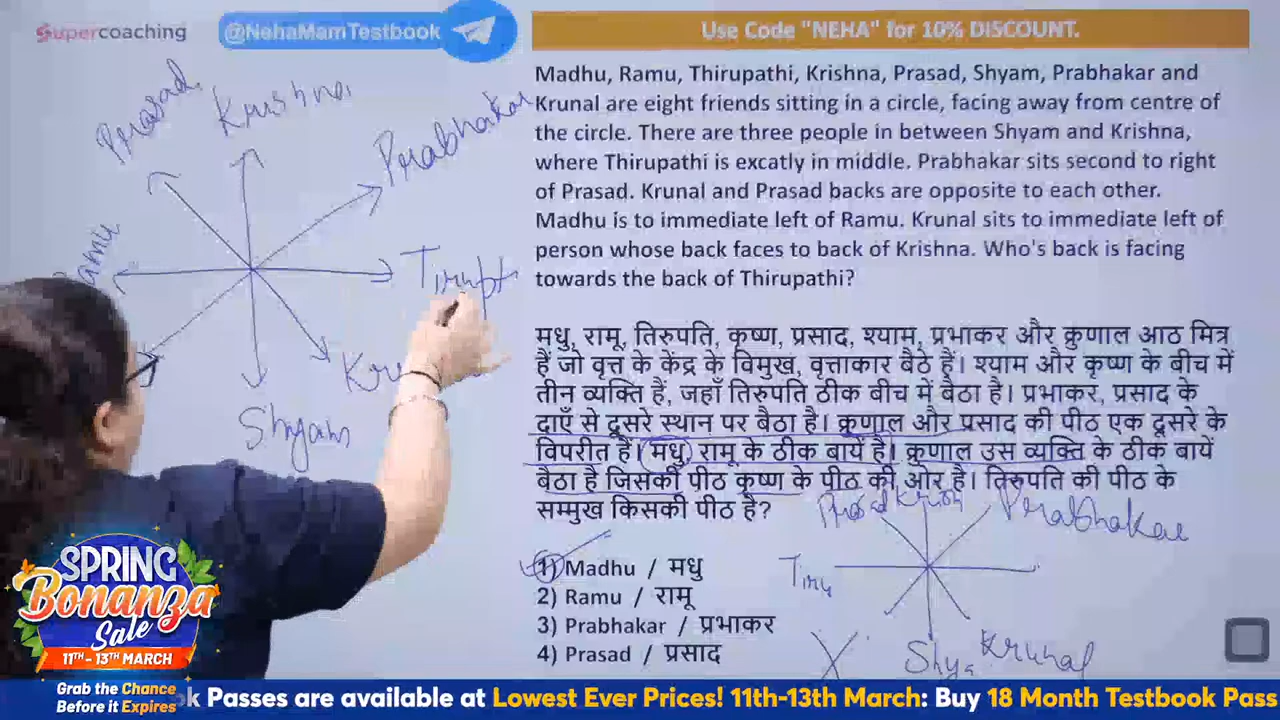 Supercoaching
@NehaMamTestbook
Use Code "NEHA" for 10% DISCOUNT.
Madhu, Ramu, Thirupathi, Krishna, Prasad, Shyam, Prabhakar and
Krunal are eight friends sitting in a circle, facing away from centre of
the circle. There are three people in between Shyam and Krishna,
where Thirupathi is excatly in middle. Prabhakar sits second to right
of Prasad. Krunal and Prasad backs are opposite to each other.
Madhu is to immediate left of Ramu. Krunal sits to immediate left of
person whose back faces to back of Krishna. Who's back is facing
towards the back of Thirupathi?
मधु, रामू, तिरुपति, कृष्ण, प्रसाद, श्याम, प्रभाकर और क्रुणाल आठ मित्र
हैं जो वृत्त के केंद्र के विमुख, वृत्ताकार बैठे हैं। श्याम और कृष्ण के बीच में
तीन व्यक्ति हैं, जहाँ तिरुपति ठीक बीच में बैठा है। प्रभाकर, प्रसाद के
दाएँ से दूसरे स्थान पर बैठा है। क्रुणाल और प्रसाद की पीठ एक दूसरे के
विपरीत हैं। मधु, रामू के ठीक बायें है। क्रुणाल उस व्यक्ति के ठीक बायें
बैठा है जिसकी पीठ कृष्ण के पीठ की ओर है। तिरुपति की पीठ के
सम्मुख किसकी पीठ है?
1) Madhu / मधु
2) Ramu / रामू
3) Prabhakar / प्रभाकर
4) Prasad / प्रसाद
Prasad
Krushna
Prabhakar
Tirupt
Shyam
Prasad
Krish
Prabhakar
Tiru
Shya
Krunal
SPRING
Bonanza
Sale
11TH - 13TH MARCH
Grab the Chance
Before it Expires
k Passes are available at Lowest Ever Prices! 11th-13th March: Buy 18 Month Testbook Pass